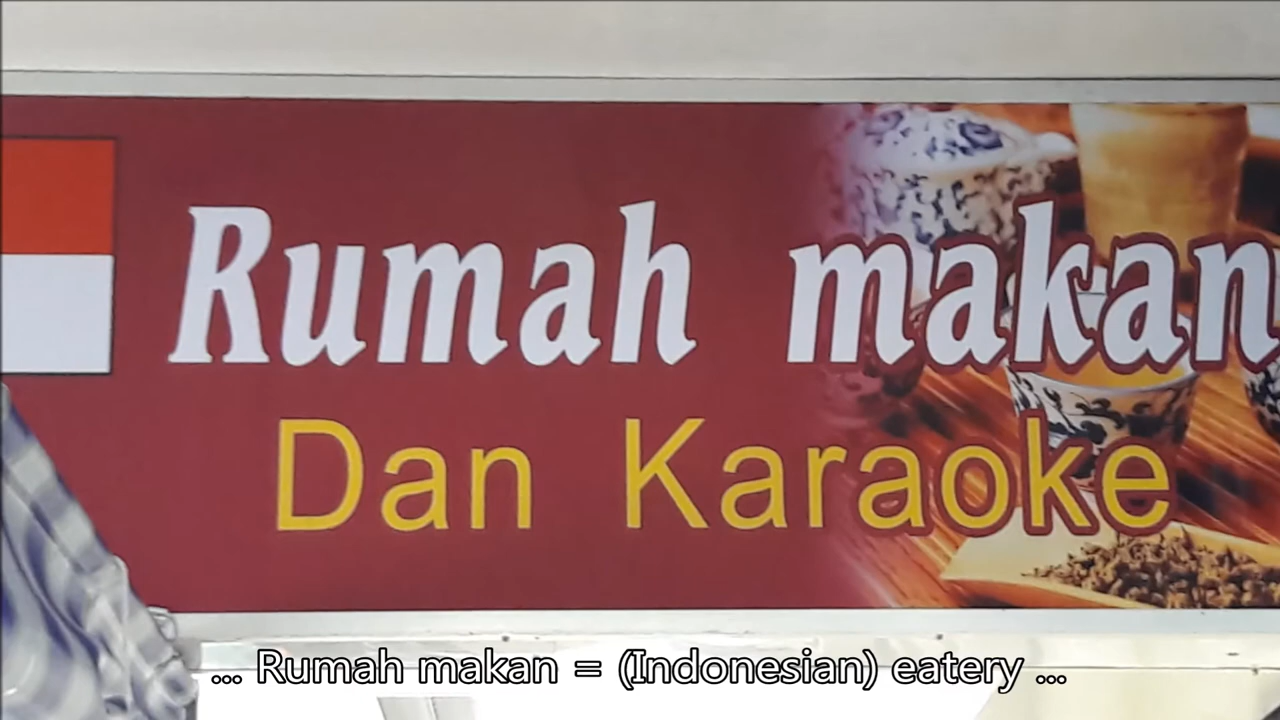 Rumah makan
Dan Karaoke
... Rumah makan = (Indonesian) eatery ...